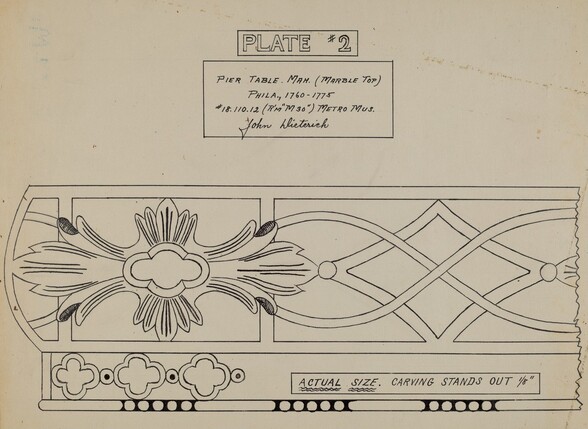 PLATE #2
PIER TABLE. MAH. (MARBLE TOP)
PHILA., 1760-1775
#18.110.12 (R'M "M 30") METRO MUS.
John Dieterich
ACTUAL SIZE. CARVING STANDS OUT 1/8"